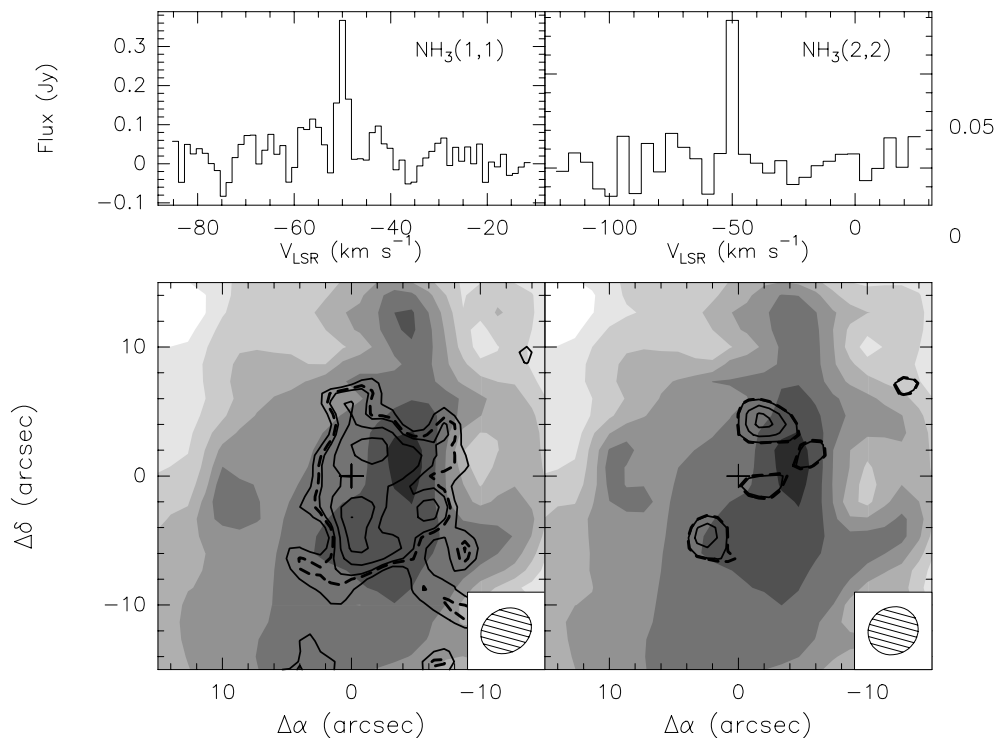 NH₃(1,1)
NH₃(2,2)
Flux (Jy)
0.3
0.2
0.1
0
−0.1
0.05
0
−80 −60 −40 −20
−100 −50 0
V_LSR (km s⁻¹)
V_LSR (km s⁻¹)
Δδ (arcsec)
10
0
−10
10 0 −10
10 0 −10
Δα (arcsec)
Δα (arcsec)